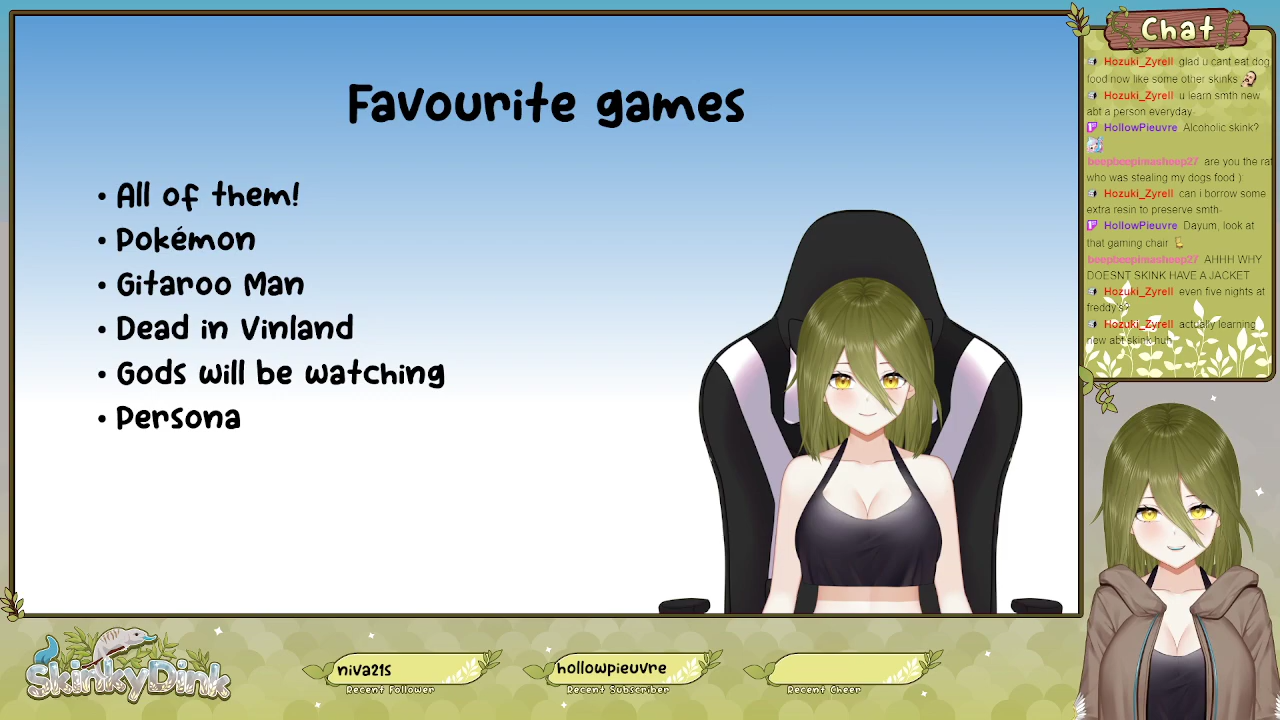 Favourite games
• All of them!
• Pokémon
• Gitaroo Man
• Dead in Vinland
• Gods will be watching
• Persona
Chat
Hozuki_Zyrell glad u cant eat dog
food now like some other skinks
Hozuki_Zyrell u learn smth new
abt a person everyday
HollowPieuvre Alcoholic skink?
beepbeepimasheep27 are you the rat
who was stealing my dogs food )
Hozuki_Zyrell can i borrow some
extra resin to preserve smth
HollowPieuvre Dayum, look at
that gaming chair
beepbeepimasheep27 AHHH WHY
DOESNT SKINK HAVE A JACKET
Hozuki_Zyrell even five nights at
freddy's?
Hozuki_Zyrell actually learning
new abt skink huh
SkinkyDink
niva21s
Recent Follower
hollowpieuvre
Recent Subscriber
Recent Cheer